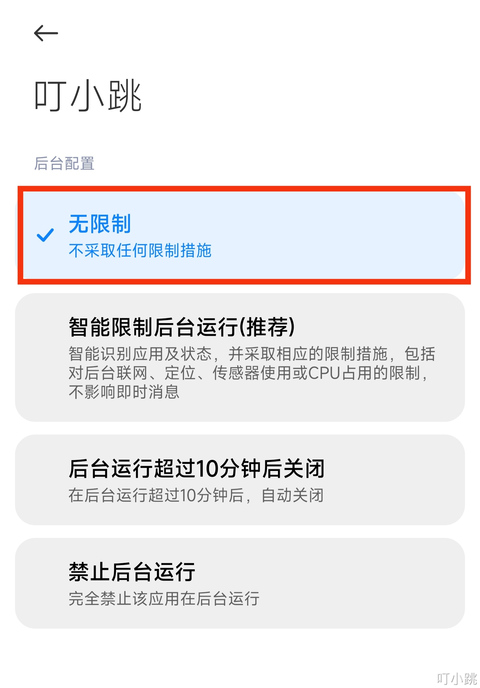 叮小跳
后台配置
无限制
不采取任何限制措施
智能限制后台运行(推荐)
智能识别应用及状态，并采取相应的限制措施，包括
对后台联网、定位、传感器使用或CPU占用的限制，
不影响即时消息
后台运行超过10分钟后关闭
在后台运行超过10分钟后，自动关闭
禁止后台运行
完全禁止该应用在后台运行
叮小跳